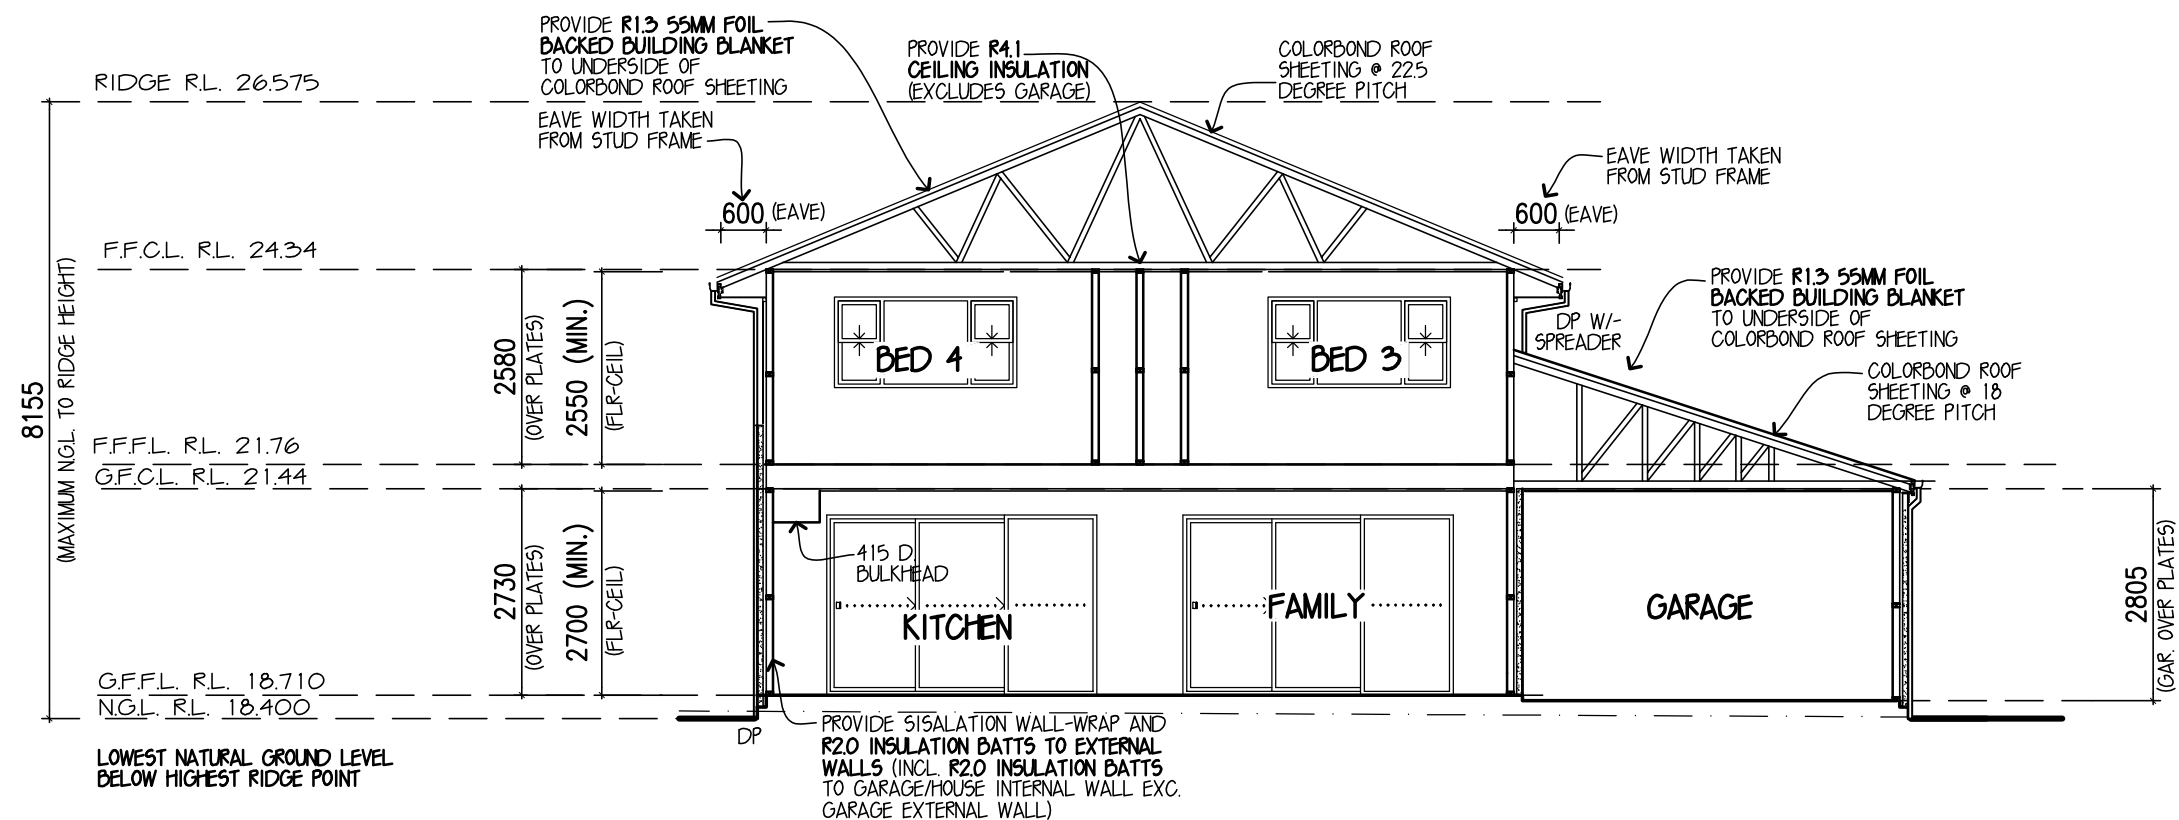 PROVIDE R1.3 55MM FOIL
BACKED BUILDING BLANKET
TO UNDERSIDE OF
COLORBOND ROOF SHEETING
EAVE WIDTH TAKEN
FROM STUD FRAME
PROVIDE R4.1
CEILING INSULATION
(EXCLUDES GARAGE)
COLORBOND ROOF
SHEETING @ 22.5
DEGREE PITCH
RIDGE R.L. 26.575
EAVE WIDTH TAKEN
FROM STUD FRAME
600 (EAVE)
600 (EAVE)
F.F.C.L. R.L. 24.34
PROVIDE R1.3 55MM FOIL
BACKED BUILDING BLANKET
TO UNDERSIDE OF
COLORBOND ROOF SHEETING
DP W/-
SPREADER
COLORBOND ROOF
SHEETING @ 18
DEGREE PITCH
8155
(MAXIMUM N.G.L. TO RIDGE HEIGHT)
2580
(OVER PLATES)
2550 (MIN.)
(FLR-CEIL)
BED 4
BED 3
F.F.F.L. R.L. 21.76
G.F.C.L. R.L. 21.44
2730
(OVER PLATES)
2700 (MIN.)
(FLR-CEIL)
415 D.
BULKHEAD
KITCHEN
FAMILY
GARAGE
2805
(GAR. OVER PLATES)
G.F.F.L. R.L. 18.710
N.G.L. R.L. 18.400
LOWEST NATURAL GROUND LEVEL
BELOW HIGHEST RIDGE POINT
DP
PROVIDE SISALATION WALL-WRAP AND
R2.0 INSULATION BATTS TO EXTERNAL
WALLS (INCL. R2.0 INSULATION BATTS
TO GARAGE/HOUSE INTERNAL WALL EXC.
GARAGE EXTERNAL WALL)